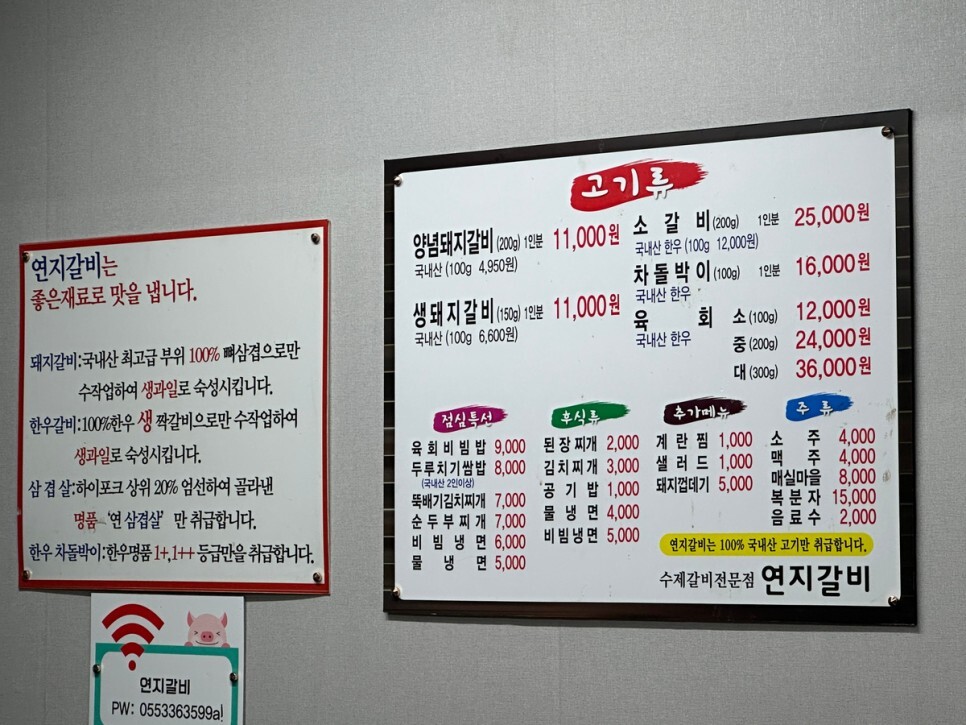 연지갈비는
좋은재료로 맛을 냅니다.
돼지갈비:국내산 최고급 부위 100% 뼈삼겹으로만
수작업하여 생과일로 숙성시킵니다.
한우갈비:100%한우 생 짝갈비으로만 수작업하여
생과일로 숙성시킵니다.
삼겹살:하이포크 상위 20% 엄선하여 골라낸
명품 '연 삼겹살' 만 취급합니다.
한우 차돌박이:한우명품 1+,1++ 등급만을 취급합니다.
연지갈비
PW: 0553363599a!
고기류
양념돼지갈비 (200g) 1인분 11,000원
국내산 (100g 4,950원)
생돼지갈비 (150g) 1인분 11,000원
국내산 (100g 6,600원)
소갈비 (200g) 1인분 25,000원
국내산 한우 (100g 12,000원)
차돌박이 (100g) 1인분 16,000원
국내산 한우
육회 소 (100g) 12,000원
국내산 한우 중 (200g) 24,000원
대 (300g) 36,000원
점심특선
육회비빔밥 9,000
두루치기쌈밥 8,000
(국내산 2인이상)
뚝배기김치찌개 7,000
순두부찌개 7,000
비빔냉면 6,000
물냉면 5,000
후식류
된장찌개 2,000
김치찌개 3,000
공기밥 1,000
물냉면 4,000
비빔냉면 5,000
추가메뉴
계란찜 1,000
샐러드 1,000
돼지껍데기 5,000
주류
소주 4,000
맥주 4,000
매실마을 8,000
복분자 15,000
음료수 2,000
연지갈비는 100% 국내산 고기만 취급합니다.
수제갈비전문점 연지갈비